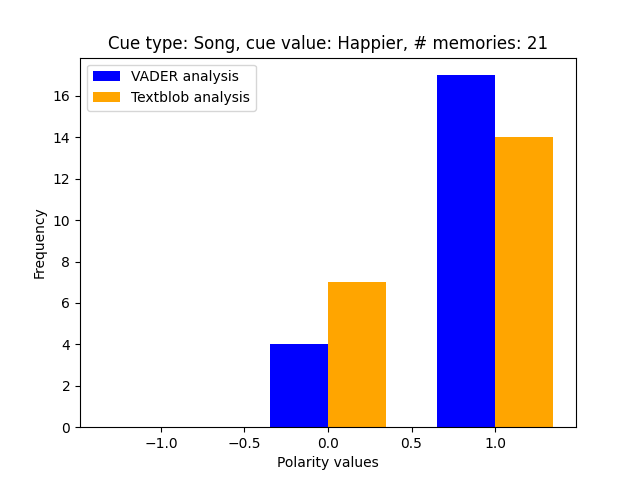 Cue type: Song, cue value: Happier, # memories: 21
VADER analysis
Textblob analysis
Frequency
16
14
12
10
8
6
4
2
0
−1.0
−0.5
0.0
0.5
1.0
Polarity values